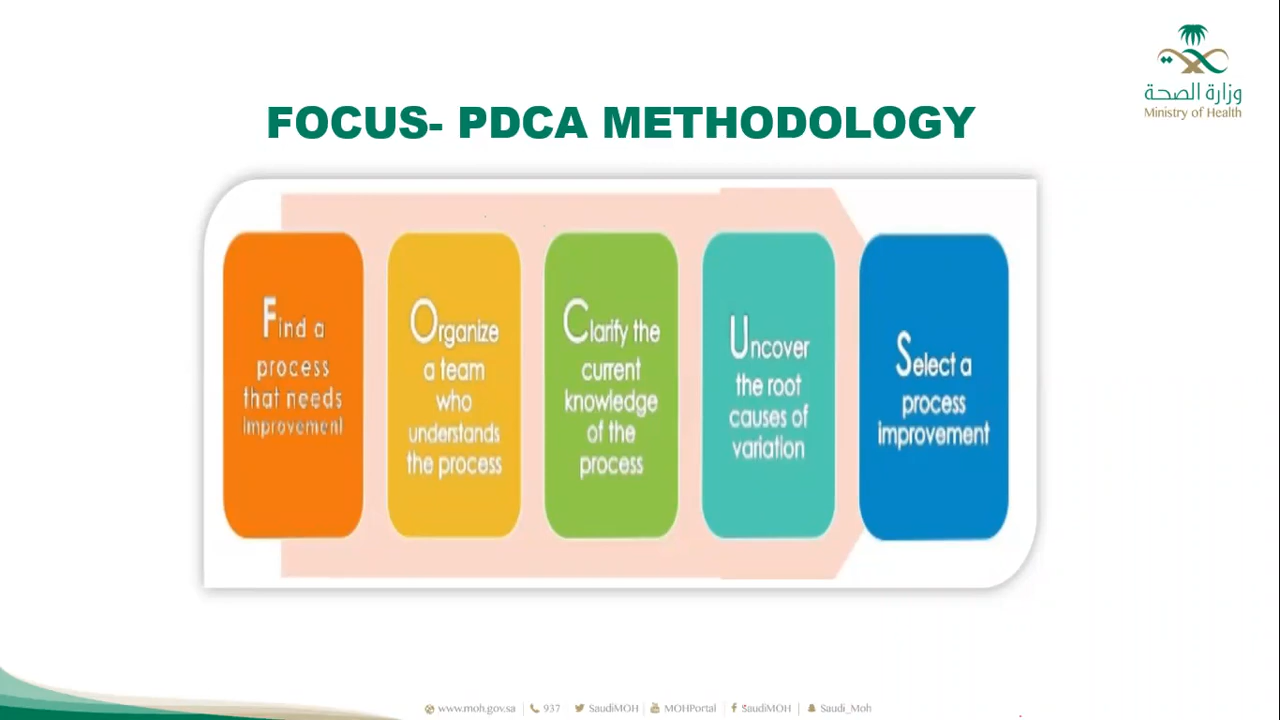 وزارة الصحة
Ministry of Health
FOCUS- PDCA METHODOLOGY
Find a
process
that needs
improvement
Organize
a team
who
understands
the process
Clarify the
current
knowledge
of the
process
Uncover
the root
causes of
variation
Select a
process
improvement
www.moh.gov.sa | 937 | SaudiMOH | MOHPortal | SaudiMOH | Saudi_Moh